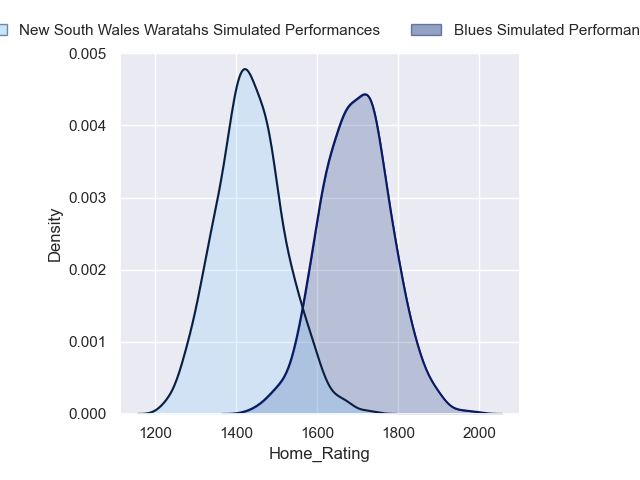 New South Wales Waratahs Simulated Performances
Blues Simulated
0.005
0.004
0.003
0.002
0.001
0.000
Density
1200 1400 1600 1800 2000
Home_Rating